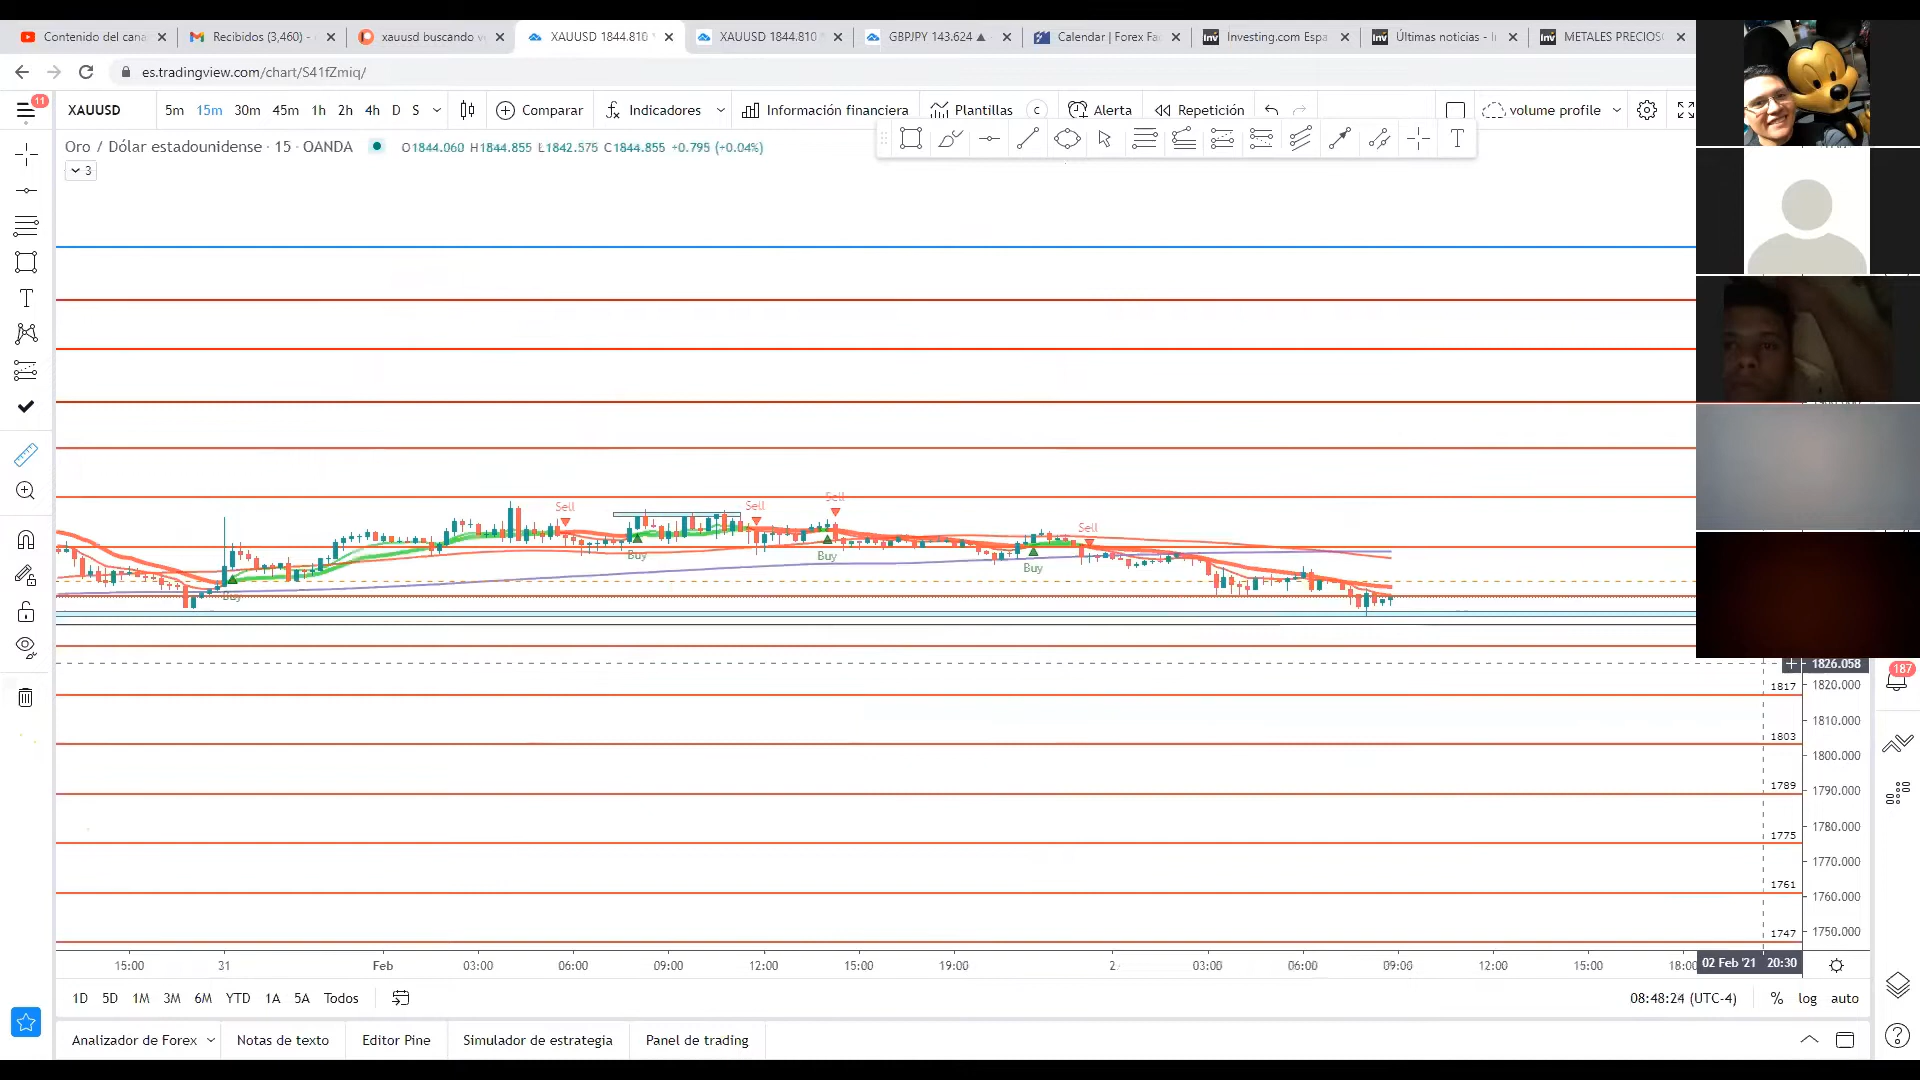 Contenido del cana
Recibidos (3,460) -
xauusd buscando v
XAUUSD 1844.810
XAUUSD 1844.810
GBPJPY 143.624 ▲
Calendar | Forex Fa
Investing.com Espa
Últimas noticias - I
METALES PRECIOS
es.tradingview.com/chart/S41fZmiq/
11
XAUUSD
5m 15m 30m 45m 1h 2h 4h D S
Comparar
Indicadores
Información financiera
Plantillas
c
Alerta
Repetición
volume profile
Oro / Dólar estadounidense · 15 · OANDA
O1844.060 H1844.855 L1842.575 C1844.855 +0.795 (+0.04%)
3
Sell
Sell
Sell
Sell
Buy
Buy
Buy
Buy
1826.058
187
1817
1820.000
1810.000
1803
1800.000
1789
1790.000
1780.000
1775
1770.000
1761
1760.000
1747
1750.000
15:00 31 Feb 03:00 06:00 09:00 12:00 15:00 19:00 2 03:00 06:00 09:00 12:00 15:00 18:00
02 Feb '21 20:30
1D 5D 1M 3M 6M YTD 1A 5A Todos
08:48:24 (UTC-4)
% log auto
Analizador de Forex
Notas de texto
Editor Pine
Simulador de estrategia
Panel de trading